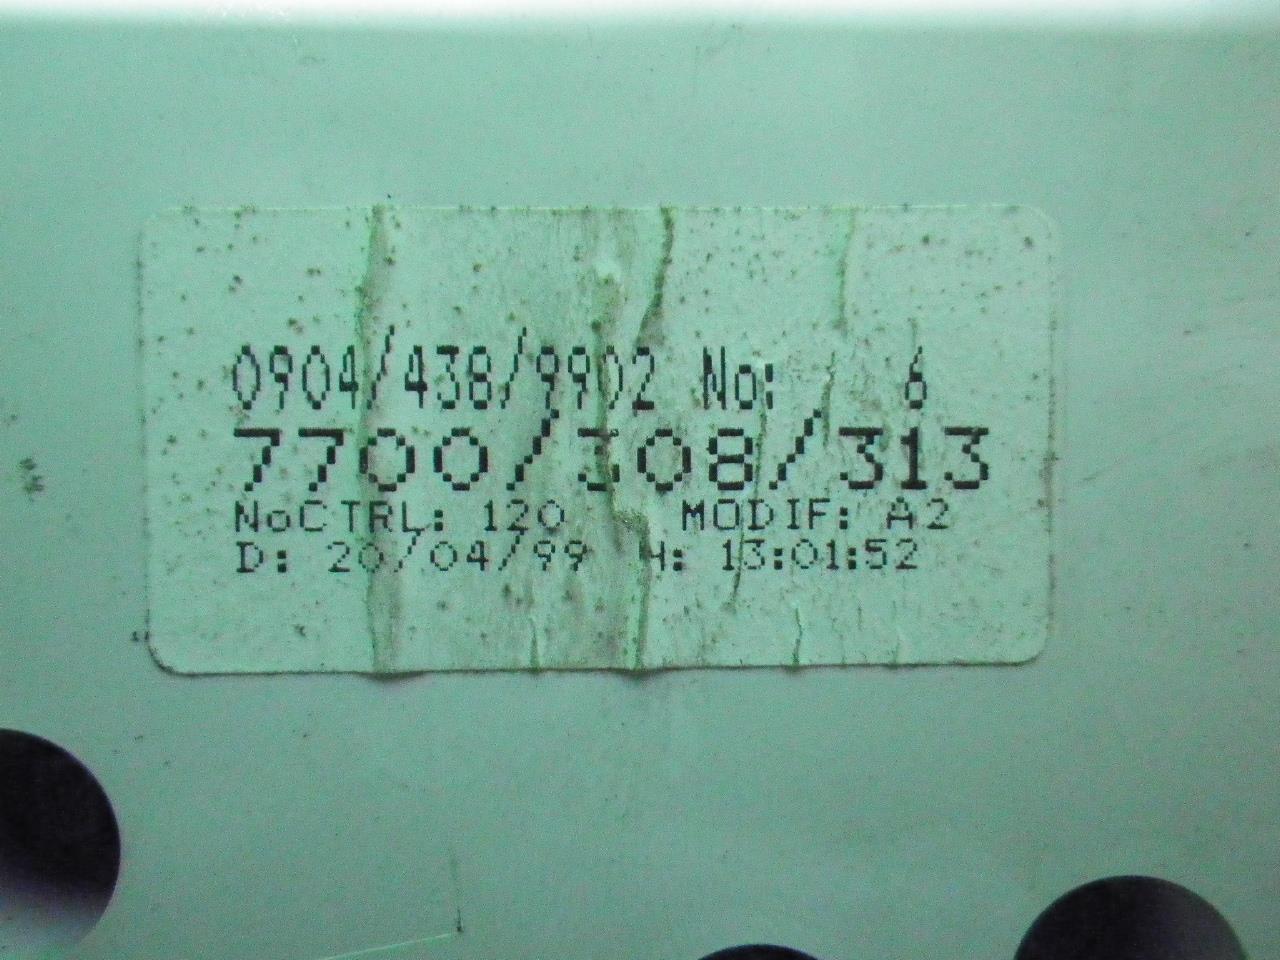 0904/438/9902 No: 6
7700/308/313
NoCTRL: 120 MODIF: A2
D: 20/04/99 H: 13:01:52